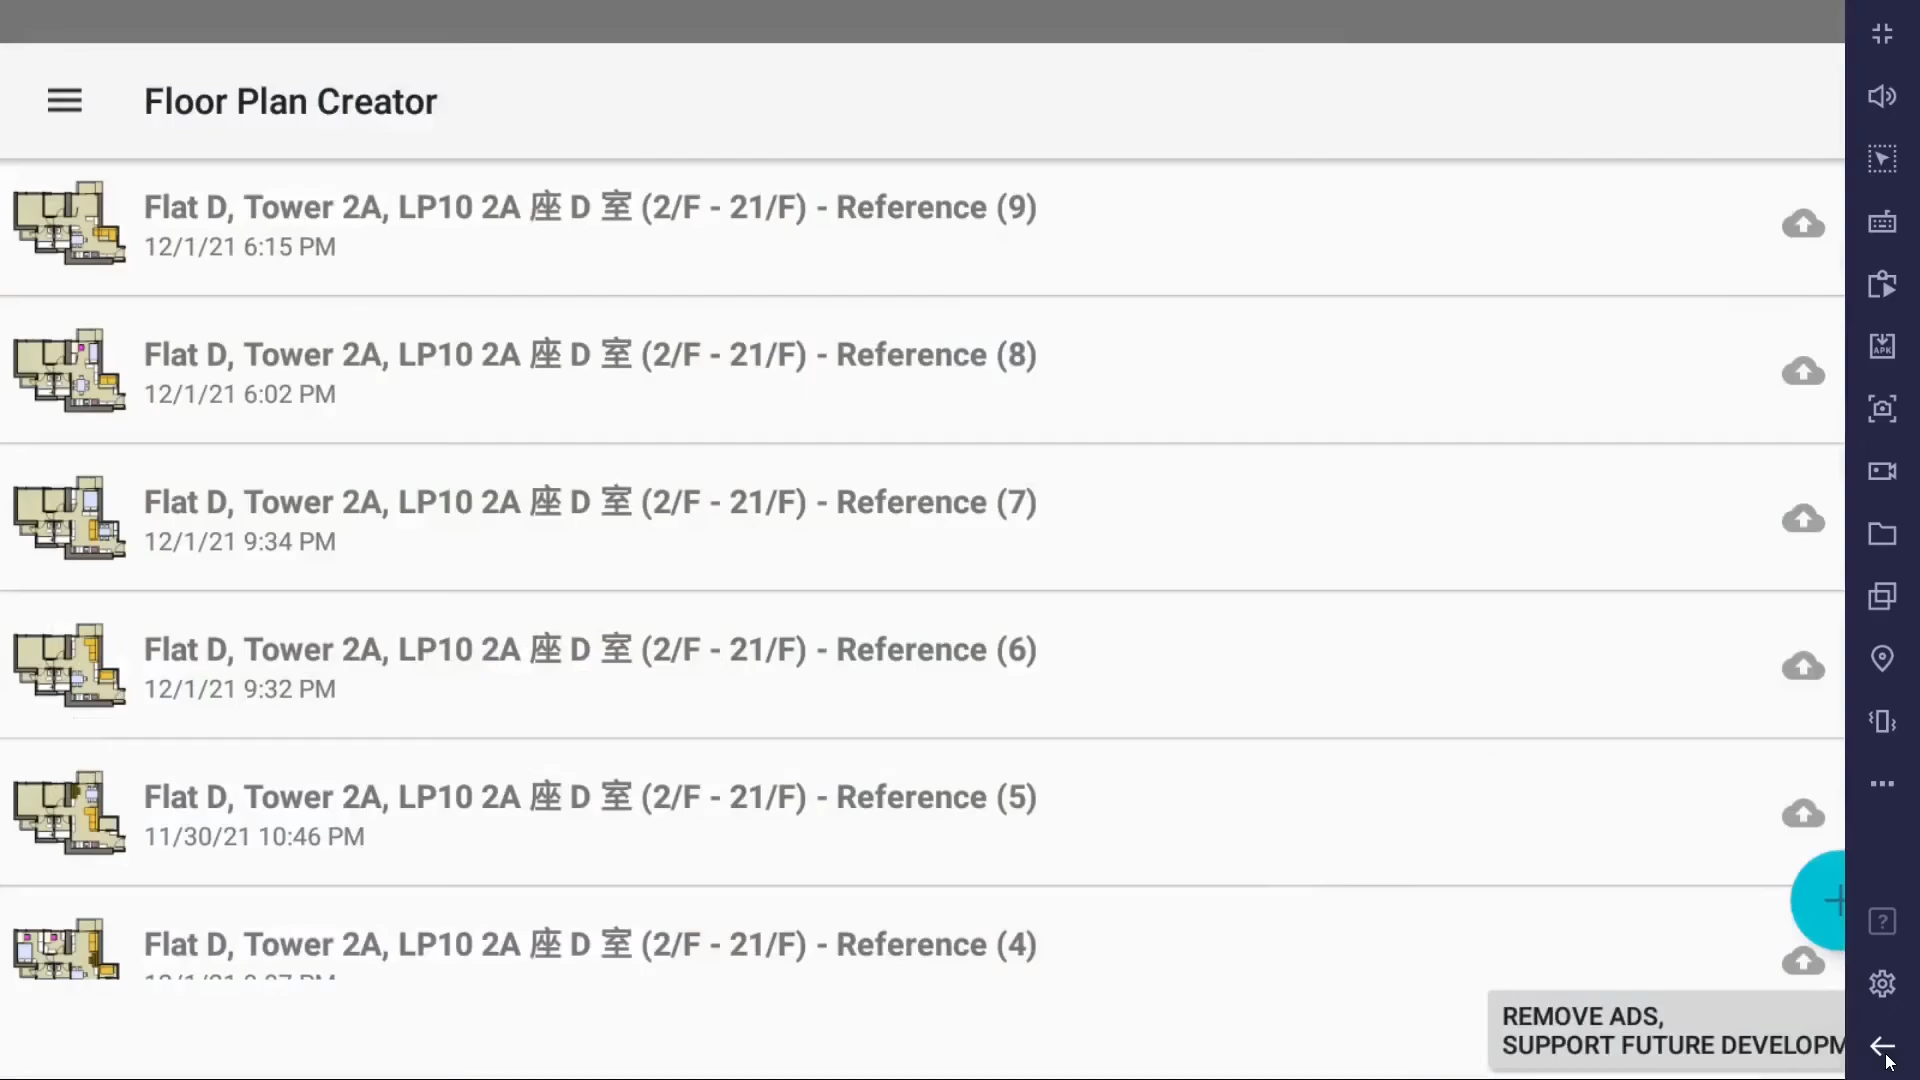 Floor Plan Creator
Flat D, Tower 2A, LP10 2A 座 D 室 (2/F - 21/F) - Reference (9)
12/1/21 6:15 PM
Flat D, Tower 2A, LP10 2A 座 D 室 (2/F - 21/F) - Reference (8)
12/1/21 6:02 PM
Flat D, Tower 2A, LP10 2A 座 D 室 (2/F - 21/F) - Reference (7)
12/1/21 9:34 PM
Flat D, Tower 2A, LP10 2A 座 D 室 (2/F - 21/F) - Reference (6)
12/1/21 9:32 PM
Flat D, Tower 2A, LP10 2A 座 D 室 (2/F - 21/F) - Reference (5)
11/30/21 10:46 PM
Flat D, Tower 2A, LP10 2A 座 D 室 (2/F - 21/F) - Reference (4)
REMOVE ADS,
SUPPORT FUTURE DEVELOPM
APK